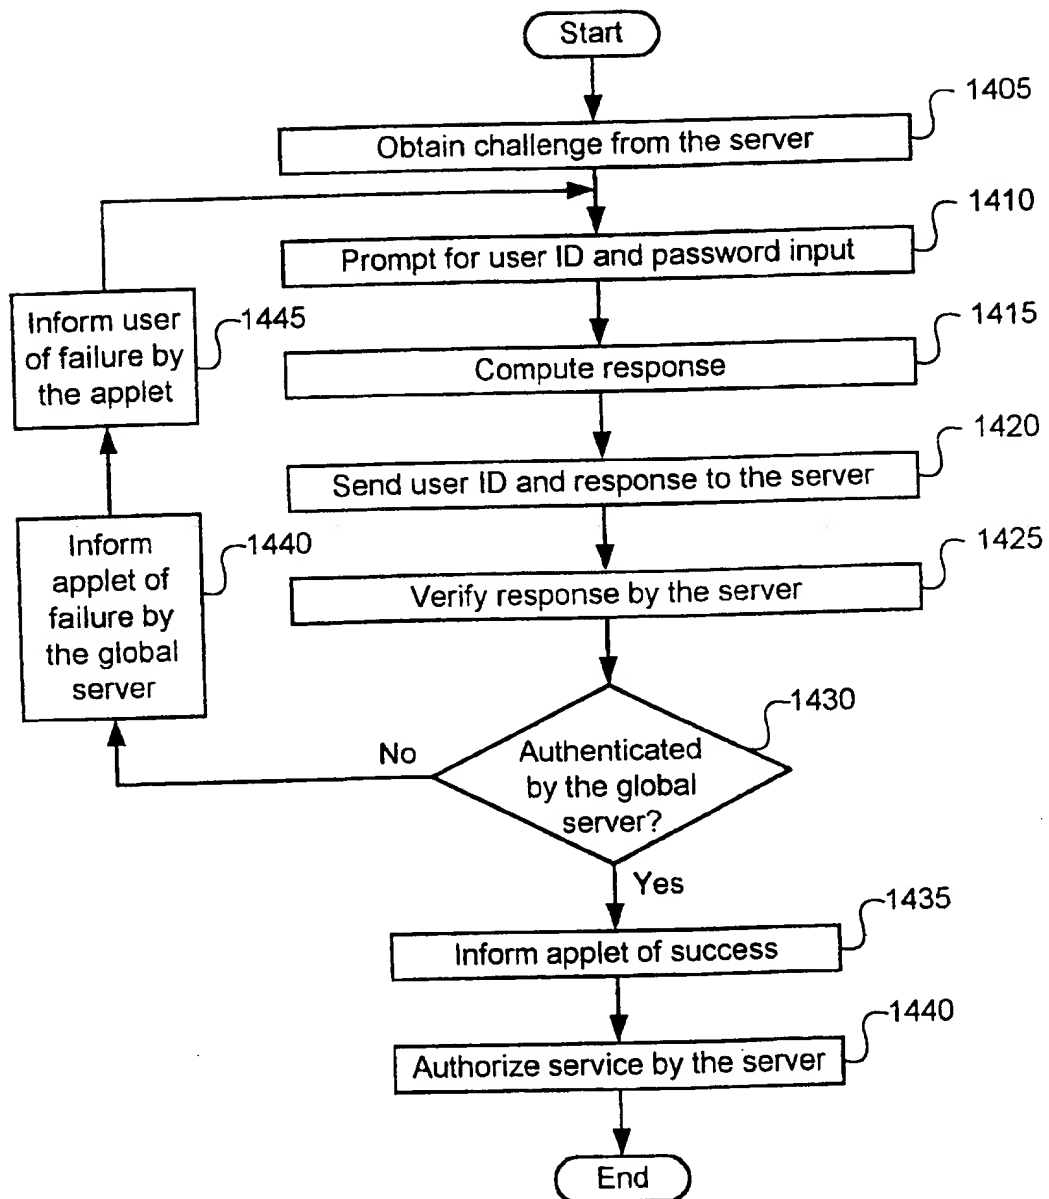 Start
1405
Obtain challenge from the server
1410
Prompt for user ID and password input
1445
Inform user
of failure by
the applet
1415
Compute response
1420
Send user ID and response to the server
1440
Inform
applet of
failure by
the global
server
1425
Verify response by the server
1430
No
Authenticated
by the global
server?
Yes
1435
Inform applet of success
1440
Authorize service by the server
End